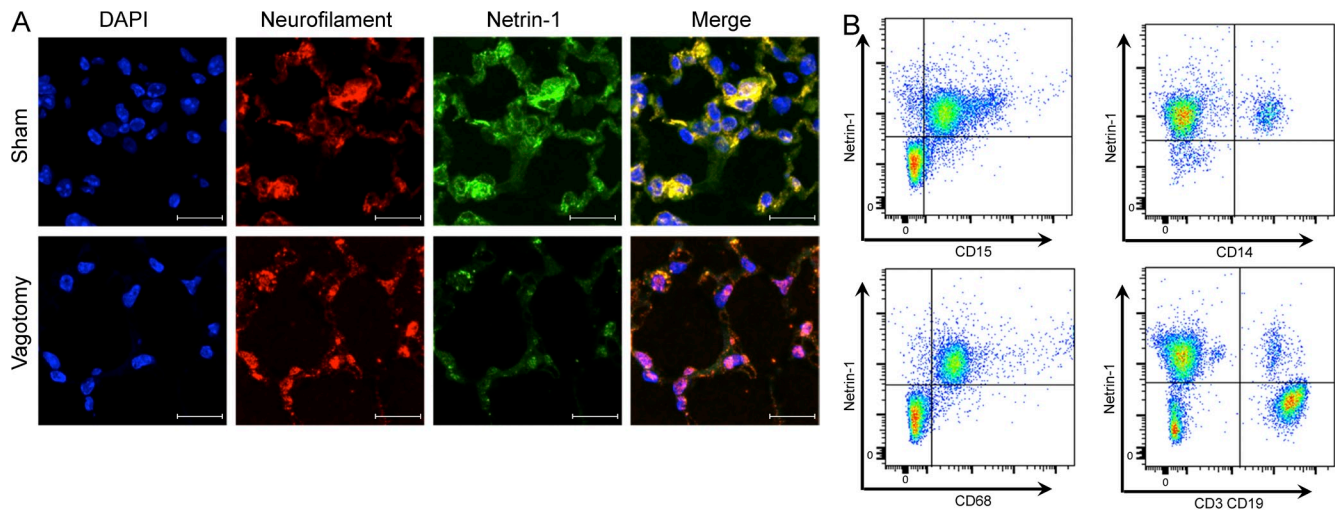 A
DAPI
Neurofilament
Netrin-1
Merge
Sham
Vagotomy
B
Netrin-1
0
0
CD15
Netrin-1
0
0
CD14
Netrin-1
0
0
CD68
Netrin-1
0
0
CD3 CD19